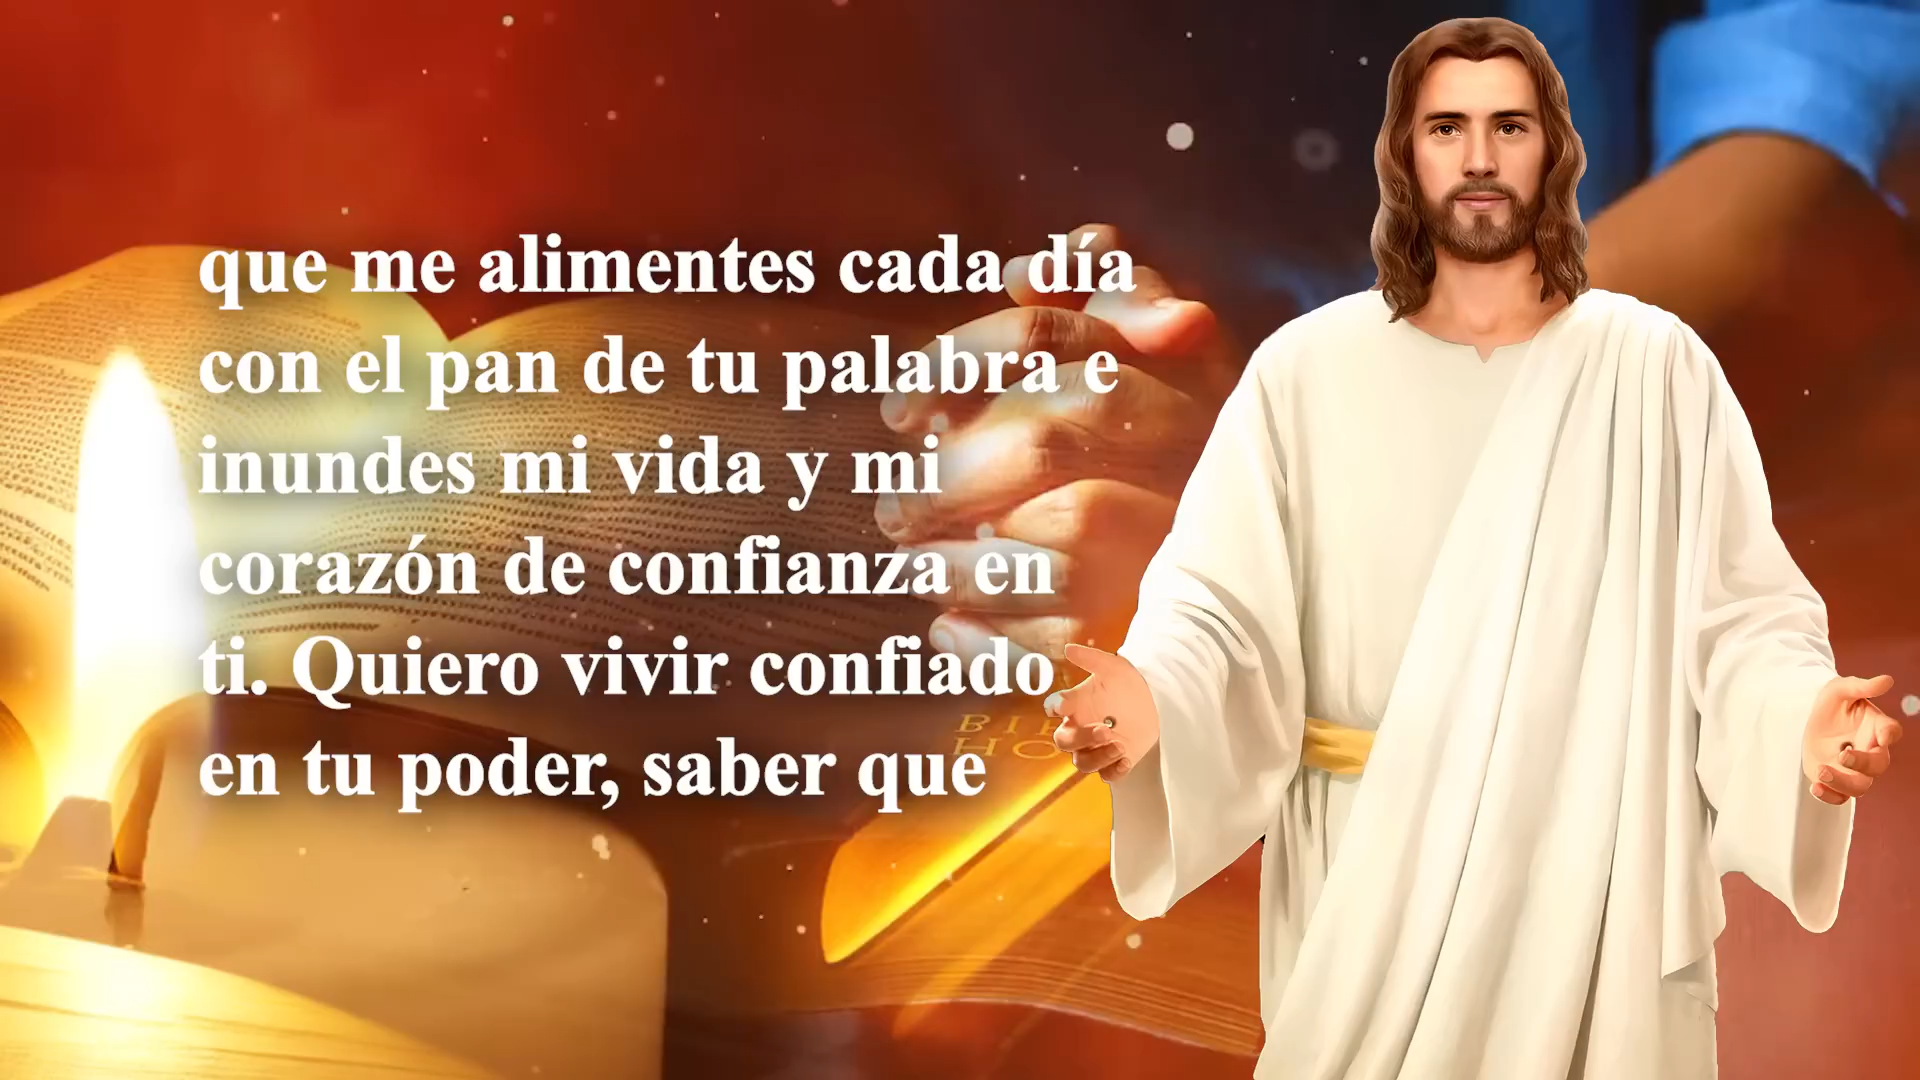 que me alimentes cada día
con el pan de tu palabra e
inundes mi vida y mi
corazón de confianza en
ti. Quiero vivir confiado
en tu poder, saber que